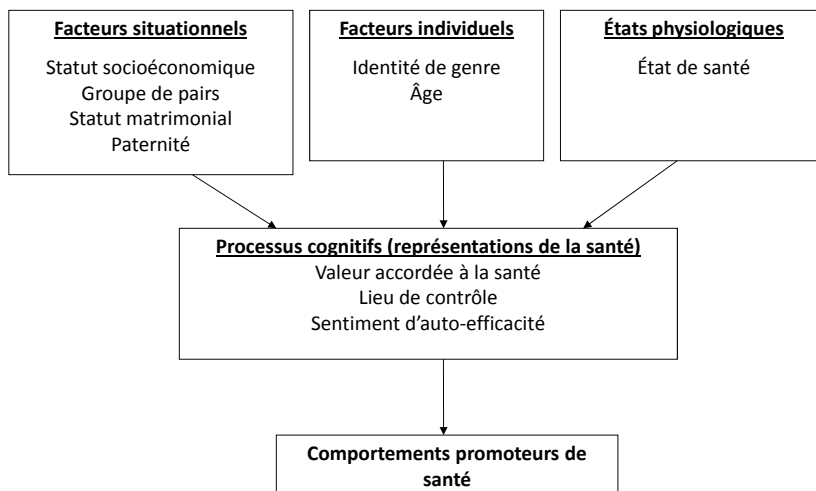 Facteurs situationnels
Statut socioéconomique
Groupe de pairs
Statut matrimonial
Paternité
Facteurs individuels
Identité de genre
Âge
États physiologiques
État de santé
Processus cognitifs (représentations de la santé)
Valeur accordée à la santé
Lieu de contrôle
Sentiment d’auto-efficacité
Comportements promoteurs de
santé